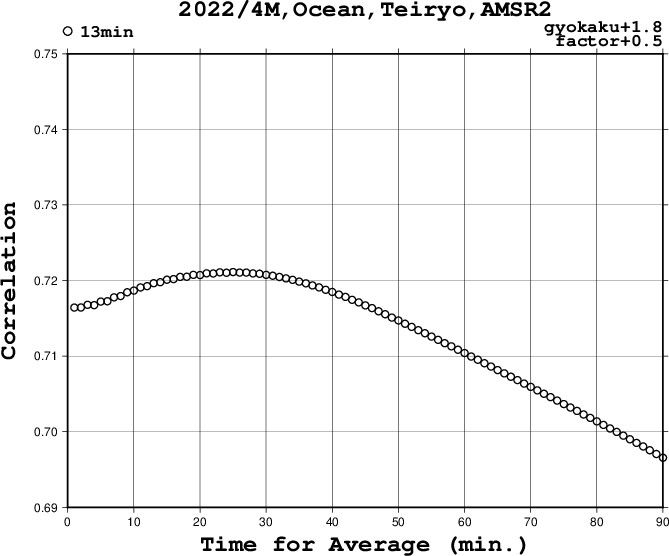 2022/4M,Ocean,Teiryo,AMSR2
13min
gyokaku+1.8
factor+0.5
0.75
0.74
0.73
0.72
0.71
0.70
0.69
Correlation
0 10 20 30 40 50 60 70 80 90
Time for Average (min.)